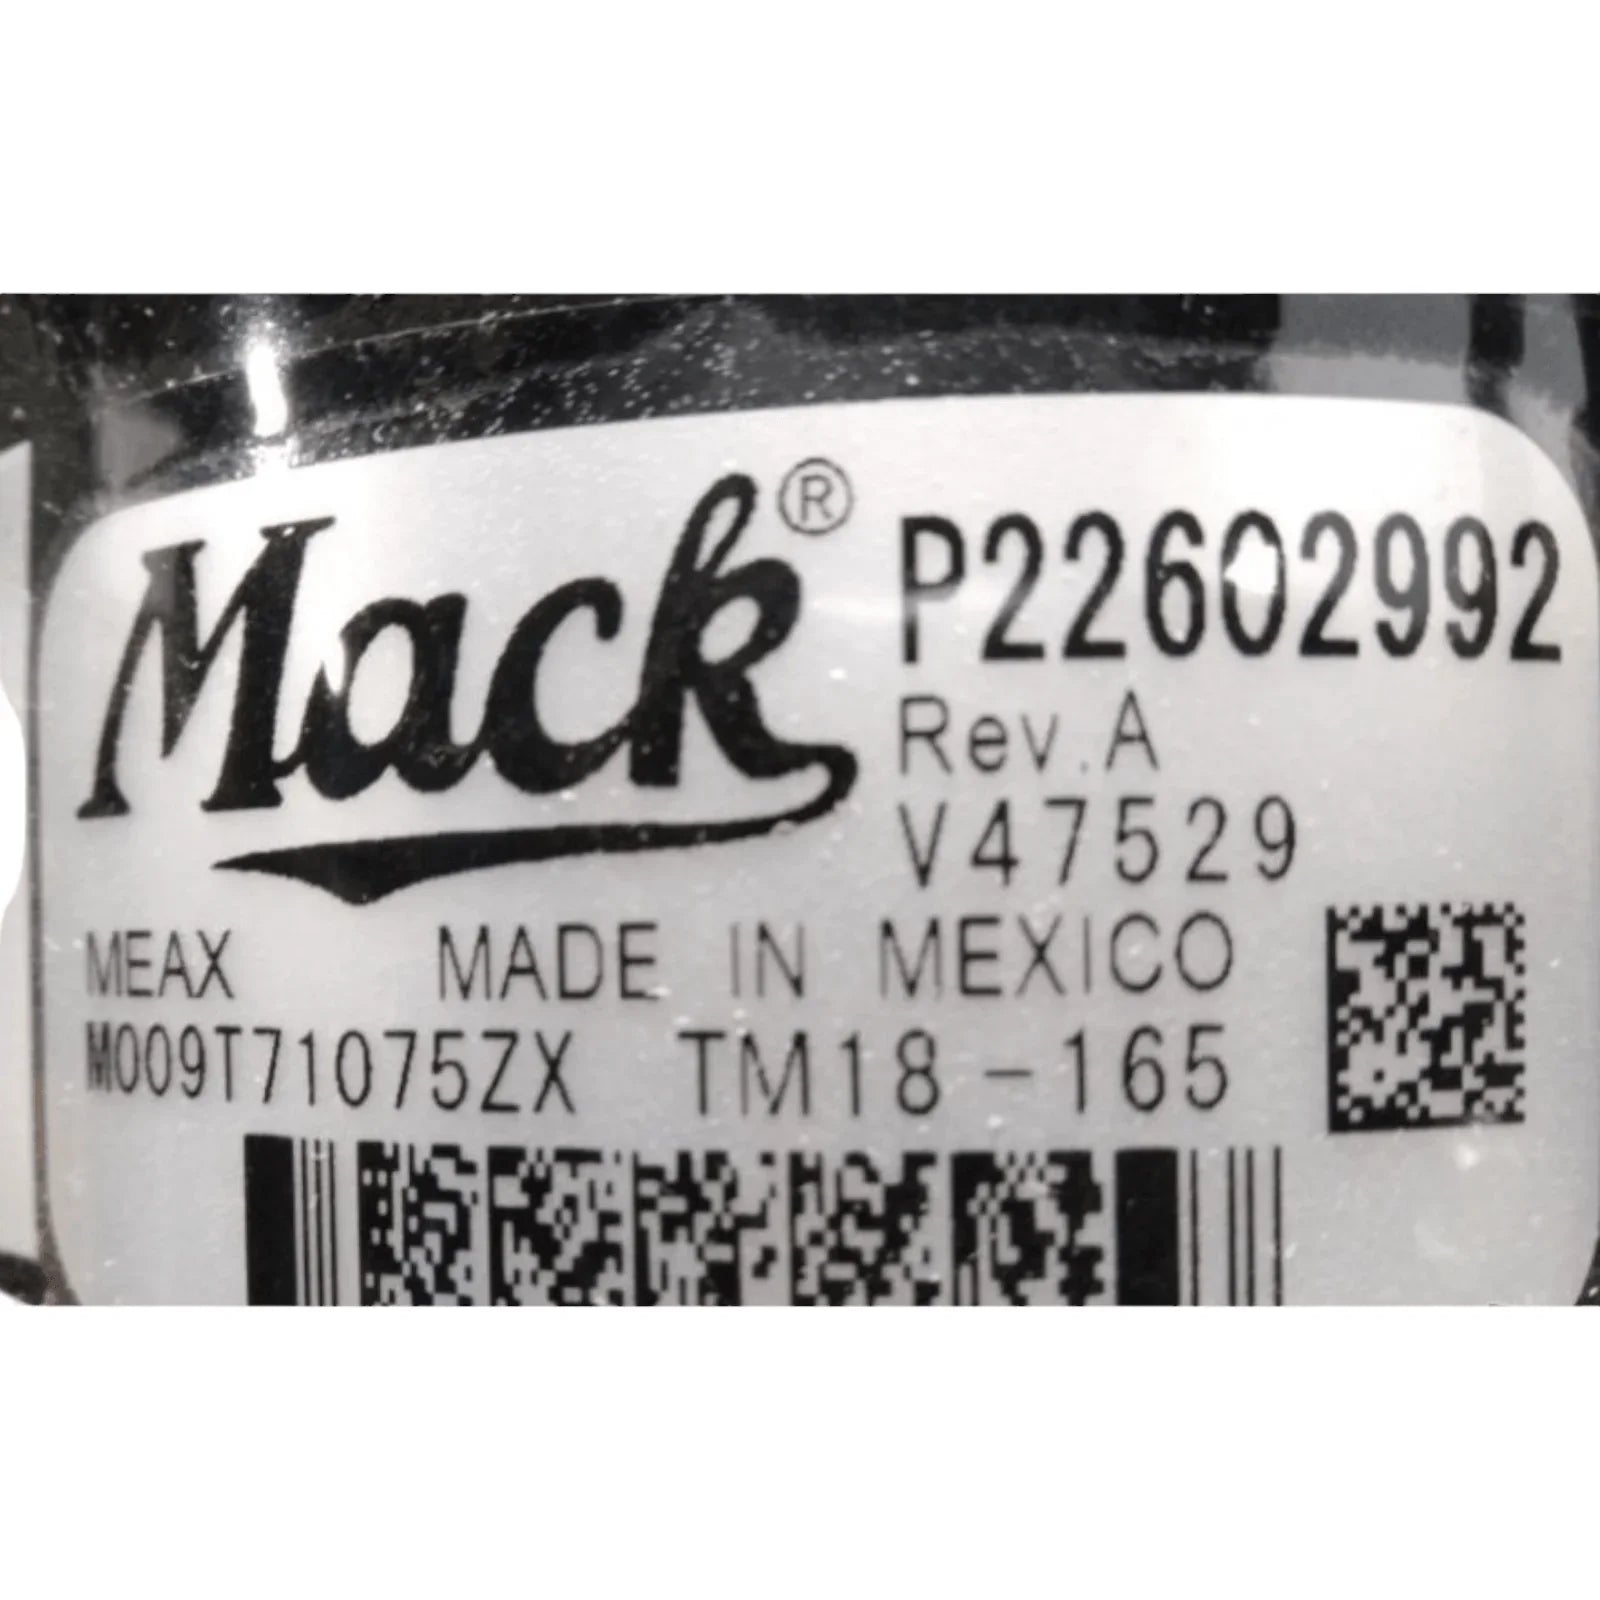 Mack® P22602992
Rev.A
V47529
MEAX MADE IN MEXICO
M009T71075ZX TM18-165